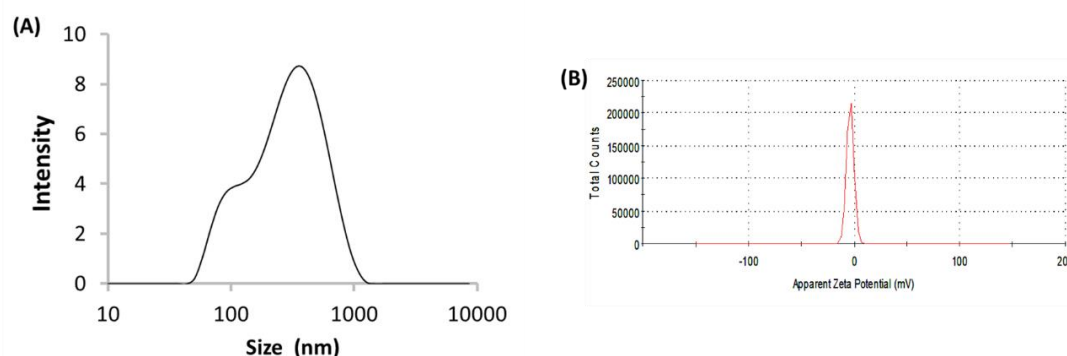 (A)
10
8
6
4
2
0
Intensity
10 100 1000 10000
Size (nm)
(B)
250000
200000
150000
100000
50000
0
Total Counts
-100 0 100 20
Apparent Zeta Potential (mV)